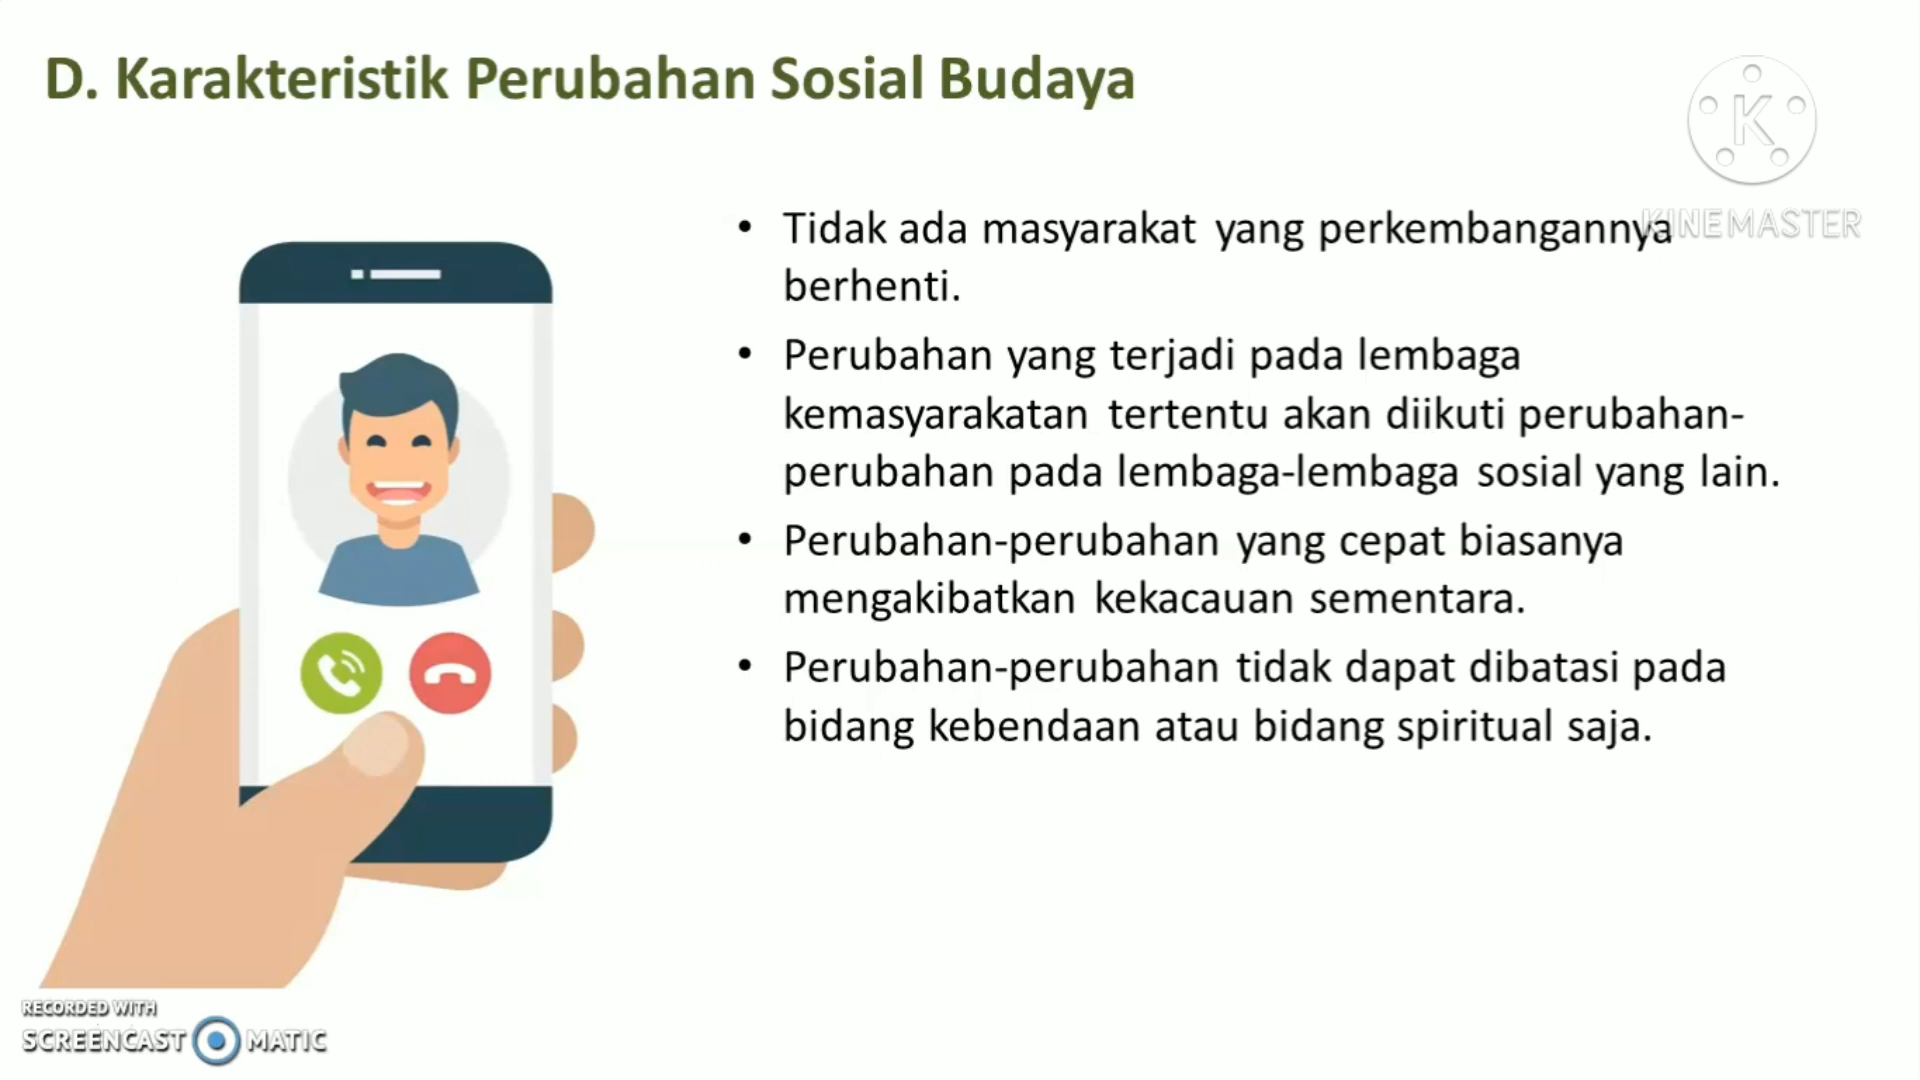 D. Karakteristik Perubahan Sosial Budaya
K
KINEMASTER
• Tidak ada masyarakat yang perkembangannya
berhenti.
• Perubahan yang terjadi pada lembaga
kemasyarakatan tertentu akan diikuti perubahan-
perubahan pada lembaga-lembaga sosial yang lain.
• Perubahan-perubahan yang cepat biasanya
mengakibatkan kekacauan sementara.
• Perubahan-perubahan tidak dapat dibatasi pada
bidang kebendaan atau bidang spiritual saja.
RECORDED WITH
SCREENCAST MATIC